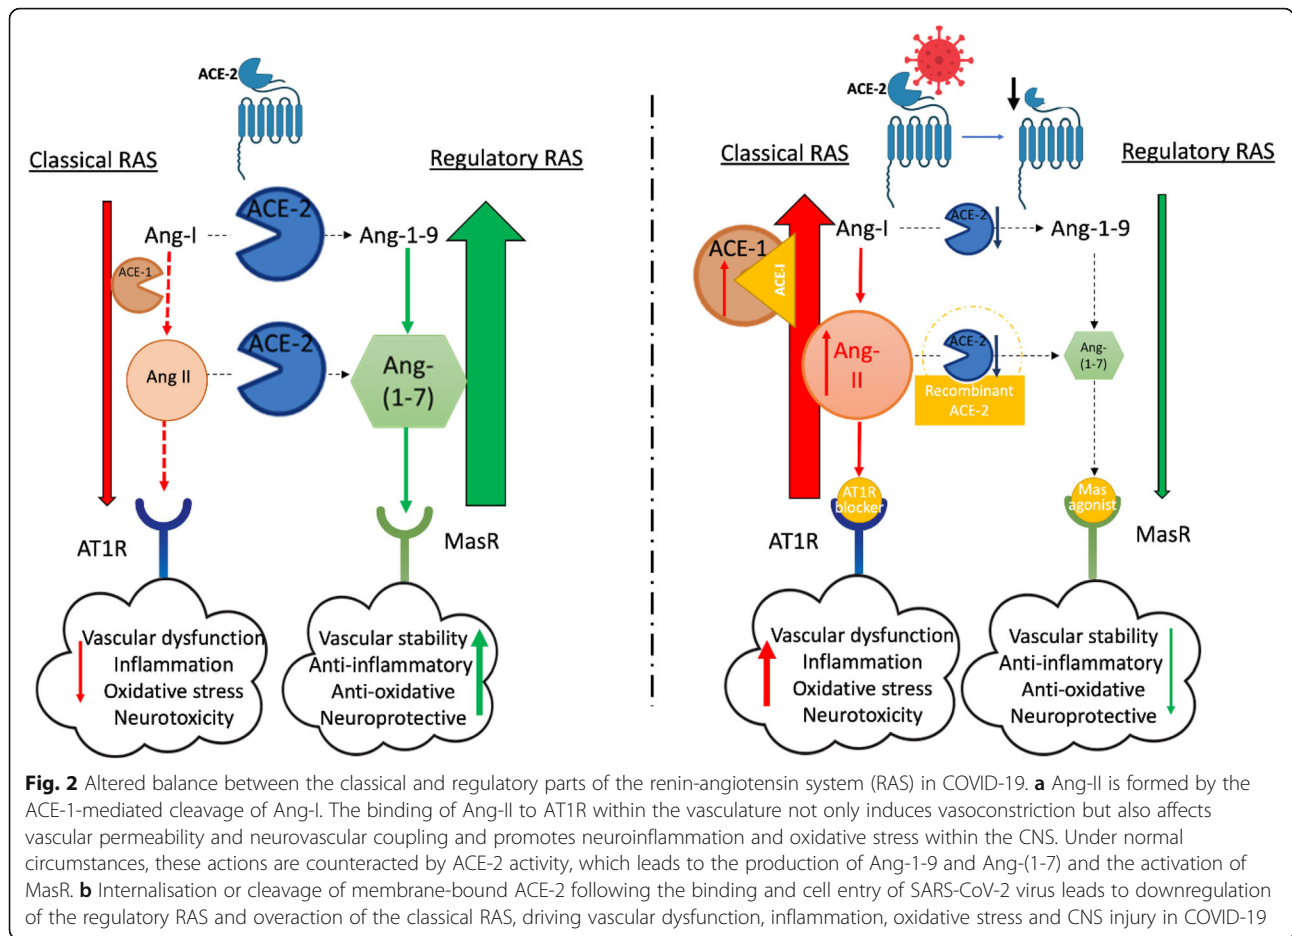 ACE-2
Classical RAS
Regulatory RAS
Ang-I
ACE-2
Ang-1-9
ACE-1
Ang II
ACE-2
Ang-
(1-7)
AT1R
MasR
Vascular dysfunction
Inflammation
Oxidative stress
Neurotoxicity
Vascular stability
Anti-inflammatory
Anti-oxidative
Neuroprotective
ACE-2
Classical RAS
Regulatory RAS
ACE-1
ACE-I
Ang-I
ACE-2
Ang-1-9
Ang-
II
ACE-2
Recombinant
ACE-2
Ang-
(1-7)
AT1R
blocker
Mas
agonist
AT1R
MasR
Vascular dysfunction
Inflammation
Oxidative stress
Neurotoxicity
Vascular stability
Anti-inflammatory
Anti-oxidative
Neuroprotective
Fig. 2 Altered balance between the classical and regulatory parts of the renin-angiotensin system (RAS) in COVID-19. a Ang-II is formed by the
ACE-1-mediated cleavage of Ang-I. The binding of Ang-II to AT1R within the vasculature not only induces vasoconstriction but also affects
vascular permeability and neurovascular coupling and promotes neuroinflammation and oxidative stress within the CNS. Under normal
circumstances, these actions are counteracted by ACE-2 activity, which leads to the production of Ang-1-9 and Ang-(1-7) and the activation of
MasR. b Internalisation or cleavage of membrane-bound ACE-2 following the binding and cell entry of SARS-CoV-2 virus leads to downregulation
of the regulatory RAS and overaction of the classical RAS, driving vascular dysfunction, inflammation, oxidative stress and CNS injury in COVID-19